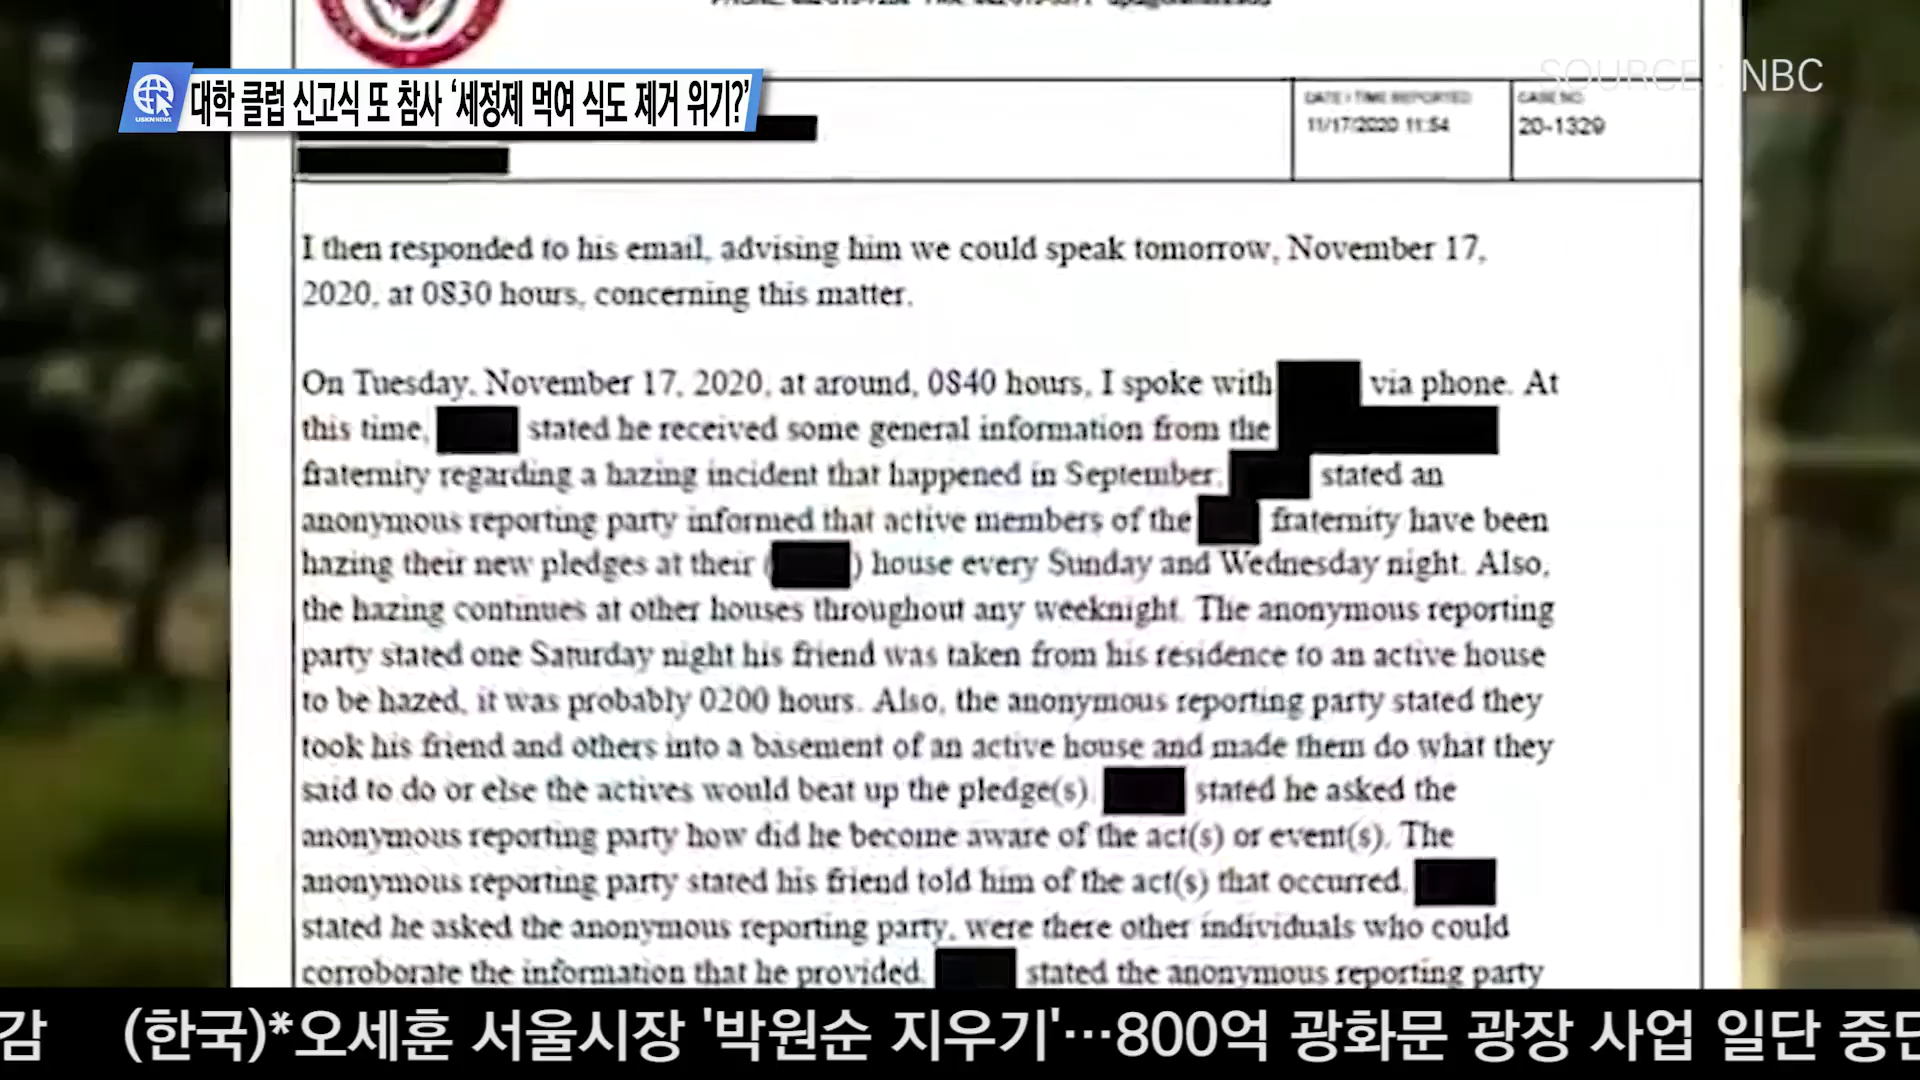 SOURCE : NBC
USKN NEWS
대학 클럽 신고식 또 참사 ‘세정제 먹여 식도 제거 위기?’
DATE / TIME REPORTED
CASE NO
11/17/2020 11:54
20-1329
I then responded to his email, advising him we could speak tomorrow, November 17,
2020, at 0830 hours, concerning this matter.
On Tuesday, November 17, 2020, at around, 0840 hours, I spoke with via phone. At
this time, stated he received some general information from the
fraternity regarding a hazing incident that happened in September. stated an
anonymous reporting party informed that active members of the fraternity have been
hazing their new pledges at their ( ) house every Sunday and Wednesday night. Also,
the hazing continues at other houses throughout any weeknight. The anonymous reporting
party stated one Saturday night his friend was taken from his residence to an active house
to be hazed, it was probably 0200 hours. Also, the anonymous reporting party stated they
took his friend and others into a basement of an active house and made them do what they
said to do or else the actives would beat up the pledge(s). stated he asked the
anonymous reporting party how did he become aware of the act(s) or event(s). The
anonymous reporting party stated his friend told him of the act(s) that occurred.
stated he asked the anonymous reporting party, were there other individuals who could
corroborate the information that he provided. stated the anonymous reporting party
감 (한국)*오세훈 서울시장 '박원순 지우기'…800억 광화문 광장 사업 일단 중단